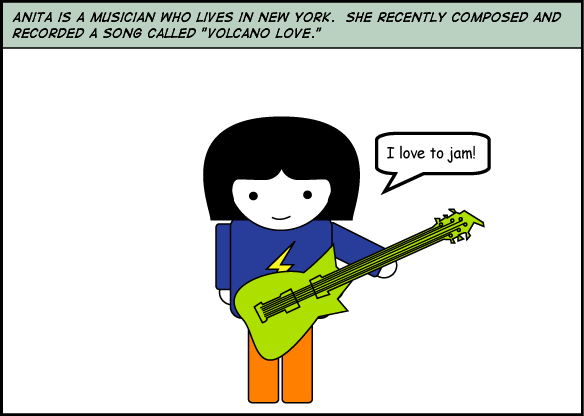 ANITA IS A MUSICIAN WHO LIVES IN NEW YORK. SHE RECENTLY COMPOSED AND
RECORDED A SONG CALLED "VOLCANO LOVE."
I love to jam!